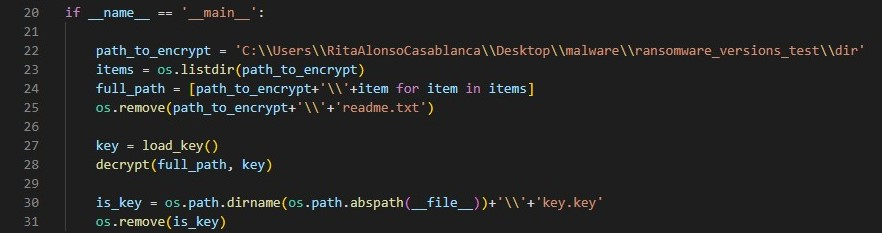 20 if __name__ == '__main__':
21
22 path_to_encrypt = 'C:\\Users\\RitaAlonsoCasablanca\\Desktop\\malware\\ransomware_versions_test\\dir'
23 items = os.listdir(path_to_encrypt)
24 full_path = [path_to_encrypt+'\\'+item for item in items]
25 os.remove(path_to_encrypt+'\\'+'readme.txt')
26
27 key = load_key()
28 decrypt(full_path, key)
29
30 is_key = os.path.dirname(os.path.abspath(__file__))+'\\'+'key.key'
31 os.remove(is_key)